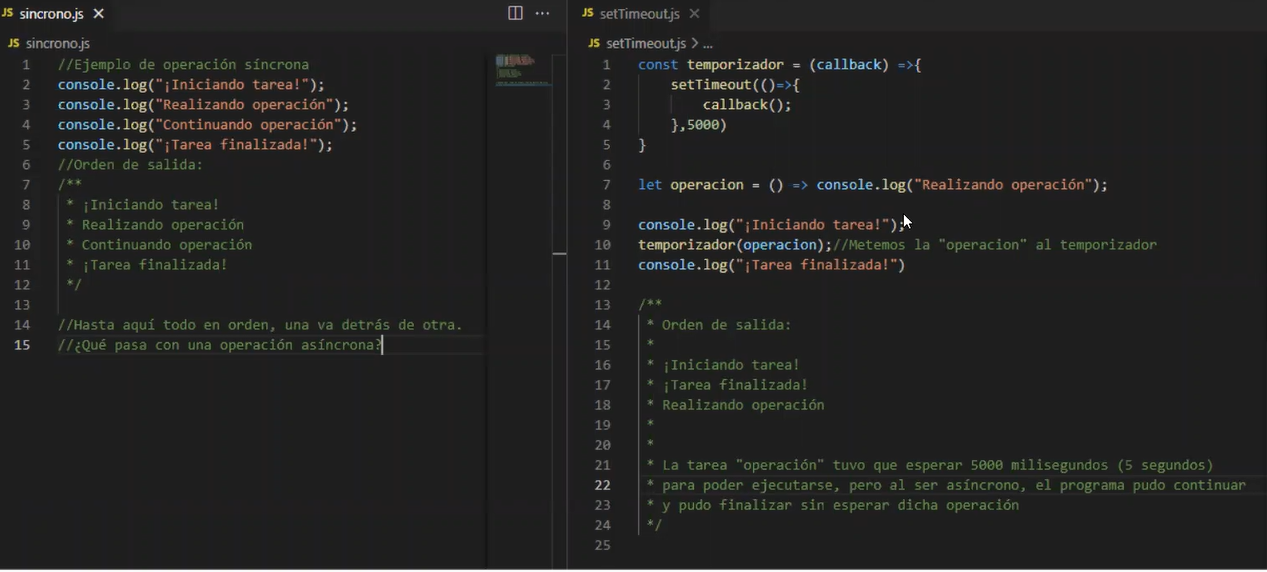 JS sincrono.js ×
JS sincrono.js
1 //Ejemplo de operación síncrona
2 console.log("¡Iniciando tarea!");
3 console.log("Realizando operación");
4 console.log("Continuando operación");
5 console.log("¡Tarea finalizada!");
6 //Orden de salida:
7 /**
8 * ¡Iniciando tarea!
9 * Realizando operación
10 * Continuando operación
11 * ¡Tarea finalizada!
12 */
13
14 //Hasta aquí todo en orden, una va detrás de otra.
15 //¿Qué pasa con una operación asíncrona?
JS setTimeout.js ×
JS setTimeout.js > ...
1 const temporizador = (callback) =>{
2 setTimeout(()=>{
3 callback();
4 },5000)
5 }
6
7 let operacion = () => console.log("Realizando operación");
8
9 console.log("¡Iniciando tarea!");
10 temporizador(operacion);//Metemos la "operacion" al temporizador
11 console.log("¡Tarea finalizada!")
12
13 /**
14 * Orden de salida:
15 *
16 * ¡Iniciando tarea!
17 * ¡Tarea finalizada!
18 * Realizando operación
19 *
20 *
21 * La tarea "operación" tuvo que esperar 5000 milisegundos (5 segundos)
22 * para poder ejecutarse, pero al ser asíncrono, el programa pudo continuar
23 * y pudo finalizar sin esperar dicha operación
24 */
25